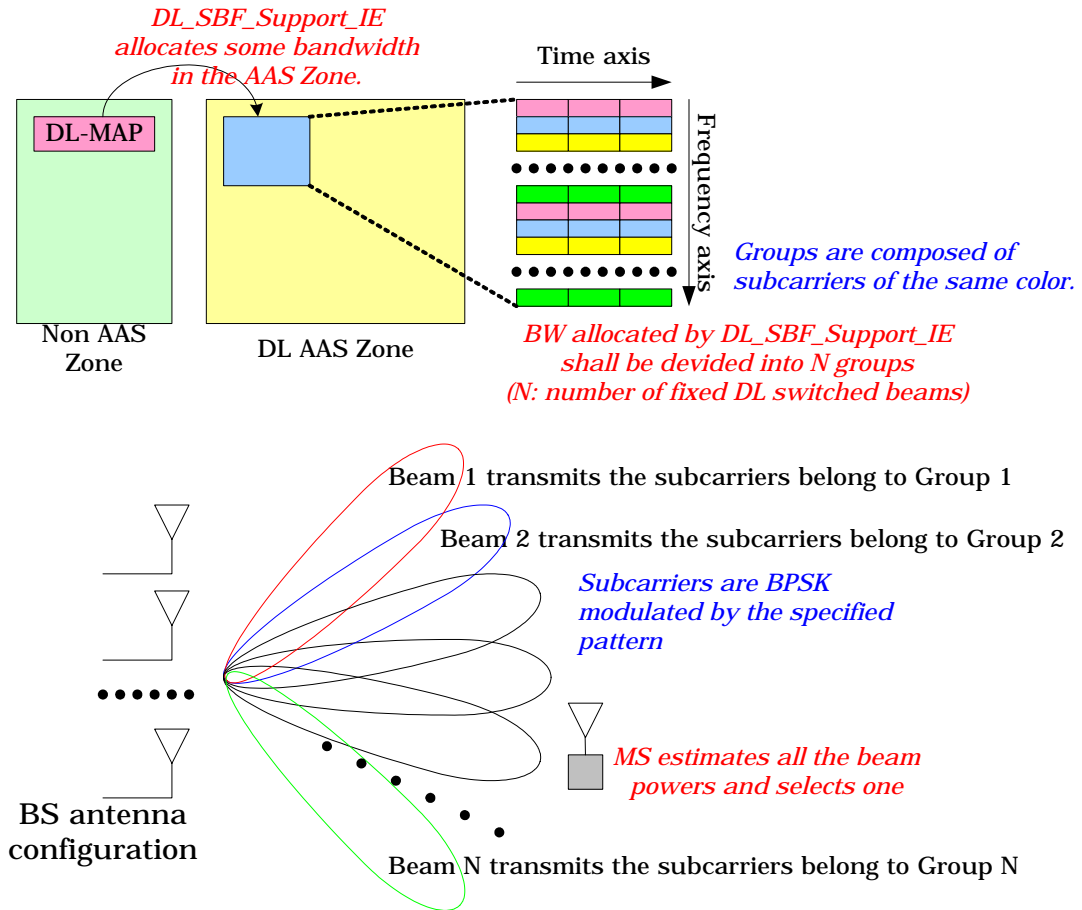 DL_SBF_Support_IE
allocates some bandwidth
in the AAS Zone.
Time axis
DL-MAP
Frequency axis
Groups are composed of
subcarriers of the same color.
Non AAS
Zone
DL AAS Zone
BW allocated by DL_SBF_Support_IE
shall be devided into N groups
(N: number of fixed DL switched beams)
Beam 1 transmits the subcarriers belong to Group 1
Beam 2 transmits the subcarriers belong to Group 2
Subcarriers are BPSK
modulated by the specified
pattern
MS estimates all the beam
powers and selects one
BS antenna
configuration
Beam N transmits the subcarriers belong to Group N